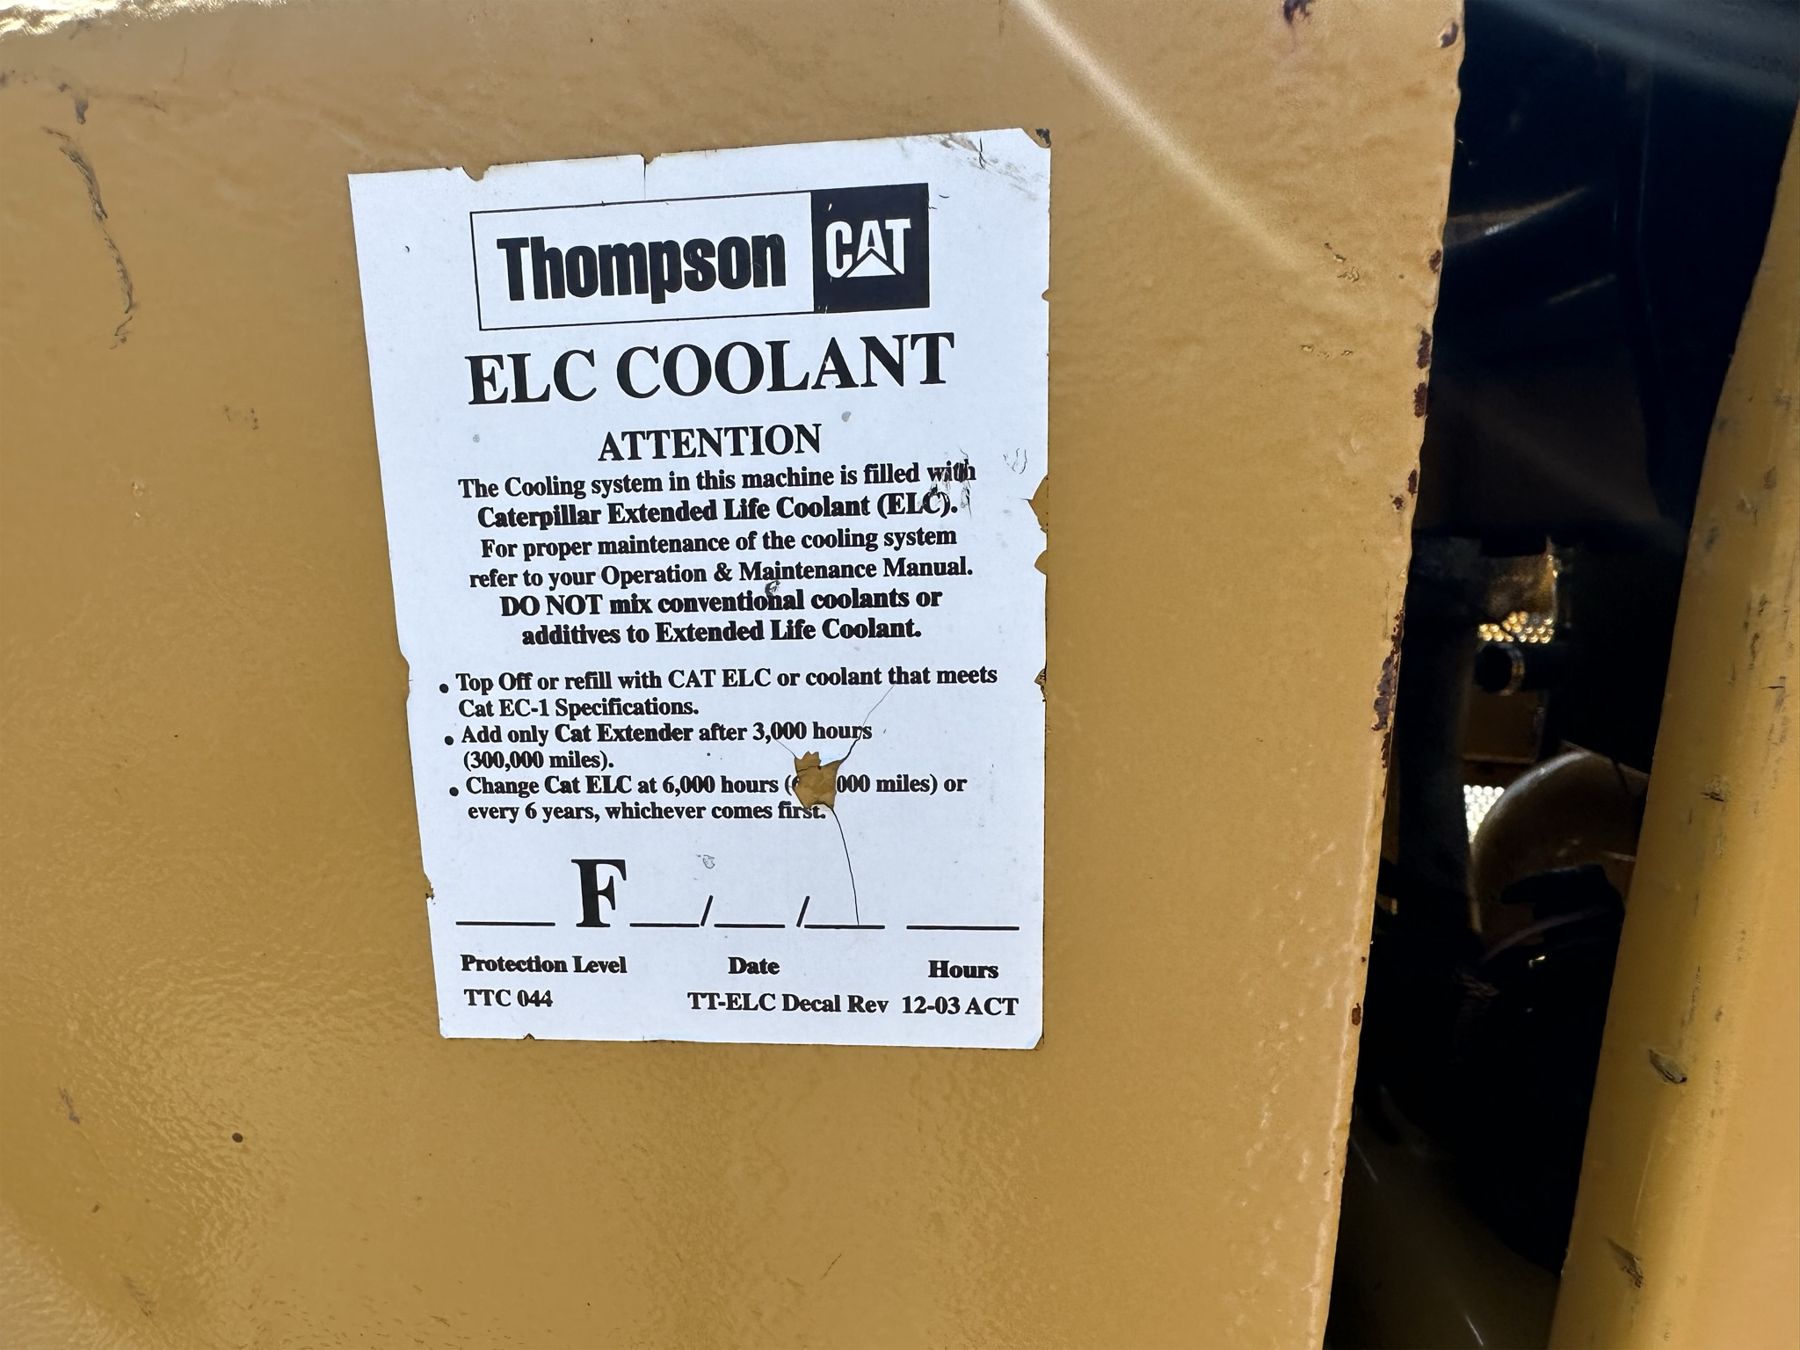 Thompson CAT
ELC COOLANT
ATTENTION
The Cooling system in this machine is filled with
Caterpillar Extended Life Coolant (ELC).
For proper maintenance of the cooling system
refer to your Operation & Maintenance Manual.
DO NOT mix conventional coolants or
additives to Extended Life Coolant.
• Top Off or refill with CAT ELC or coolant that meets
Cat EC-1 Specifications.
• Add only Cat Extender after 3,000 hours
(300,000 miles).
• Change Cat ELC at 6,000 hours ( 000 miles) or
every 6 years, whichever comes first.
____ F ___/___/___ ____
Protection Level Date Hours
TTC 044 TT-ELC Decal Rev 12-03 ACT